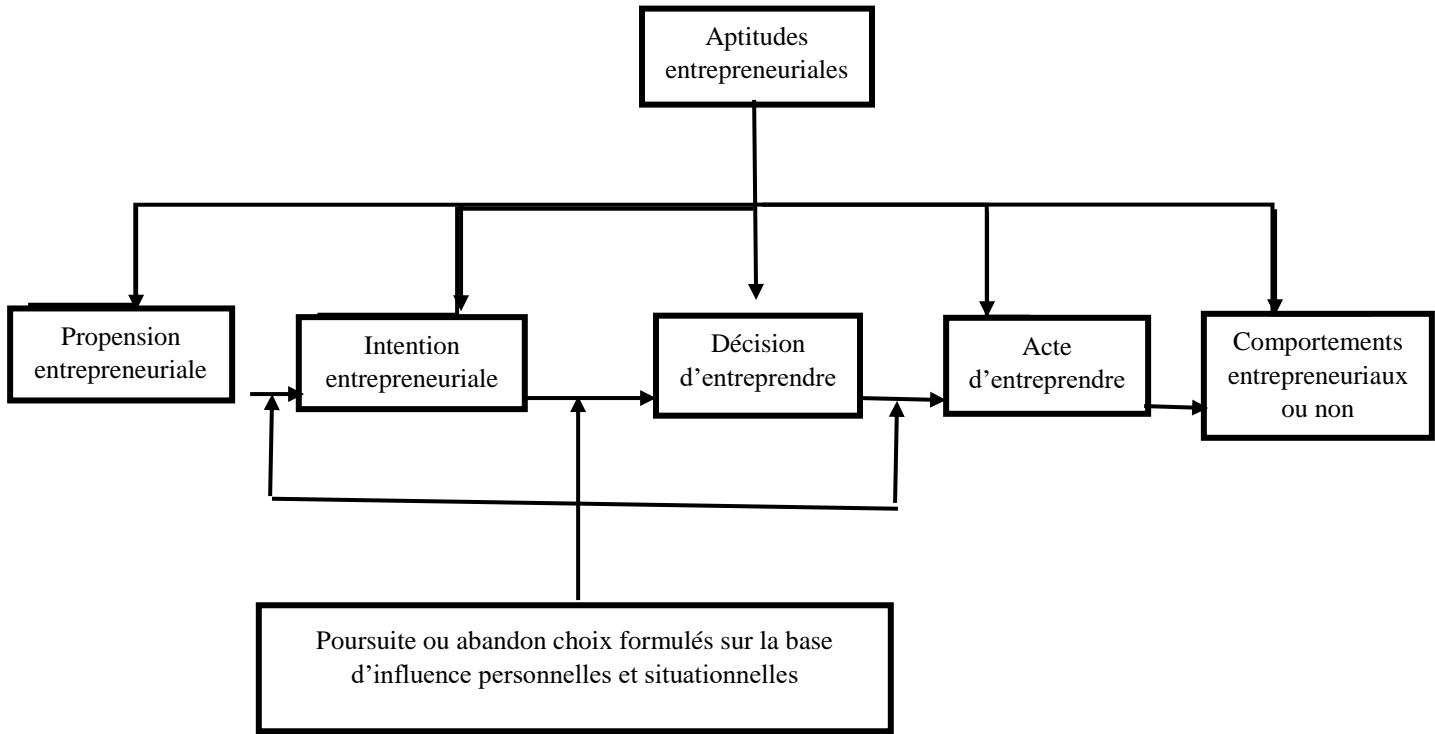 Aptitudes
entrepreneuriales
Propension
entrepreneuriale
Intention
entrepreneuriale
Décision
d’entreprendre
Acte
d’entreprendre
Comportements
entrepreneuriaux
ou non
Poursuite ou abandon choix formulés sur la base
d’influence personnelles et situationnelles